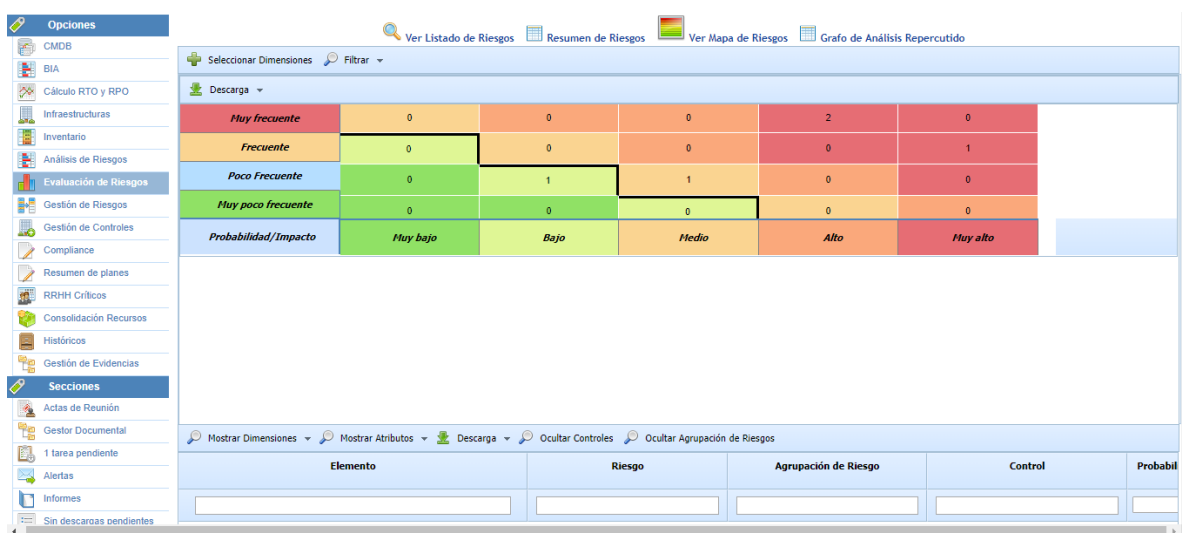 Opciones
CMDB
BIA
Cálculo RTO y RPO
Infraestructuras
Inventario
Análisis de Riesgos
Evaluación de Riesgos
Gestión de Riesgos
Gestión de Controles
Compliance
Resumen de planes
RRHH Críticos
Consolidación Recursos
Históricos
Gestión de Evidencias
Secciones
Actas de Reunión
Gestor Documental
1 tarea pendiente
Alertas
Informes
Sin descargas pendientes
Ver Listado de Riesgos Resumen de Riesgos Ver Mapa de Riesgos Grafo de Análisis Repercutido
Seleccionar Dimensiones Filtrar
Descarga
Muy frecuente 0 0 0 2 0
Frecuente 0 0 0 0 1
Poco Frecuente 0 1 1 0 0
Muy poco frecuente 0 0 0 0 0
Probabilidad/Impacto Muy bajo Bajo Medio Alto Muy alto
Mostrar Dimensiones Mostrar Atributos Descarga Ocultar Controles Ocultar Agrupación de Riesgos
Elemento Riesgo Agrupación de Riesgo Control Probabil